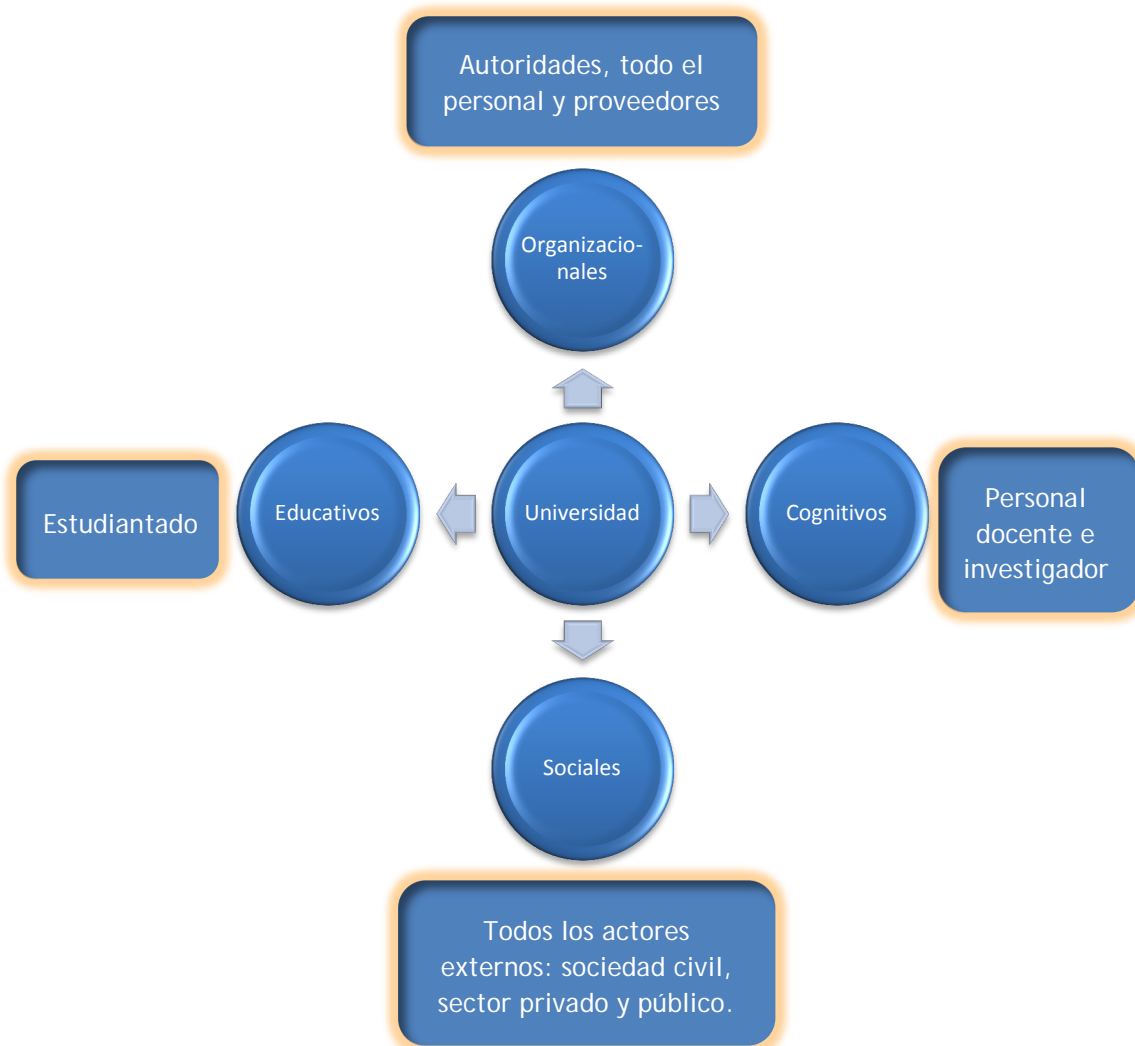 Autoridades, todo el
personal y proveedores
Organizacio-
nales
Estudiantado
Educativos
Universidad
Cognitivos
Personal
docente e
investigador
Sociales
Todos los actores
externos: sociedad civil,
sector privado y público.